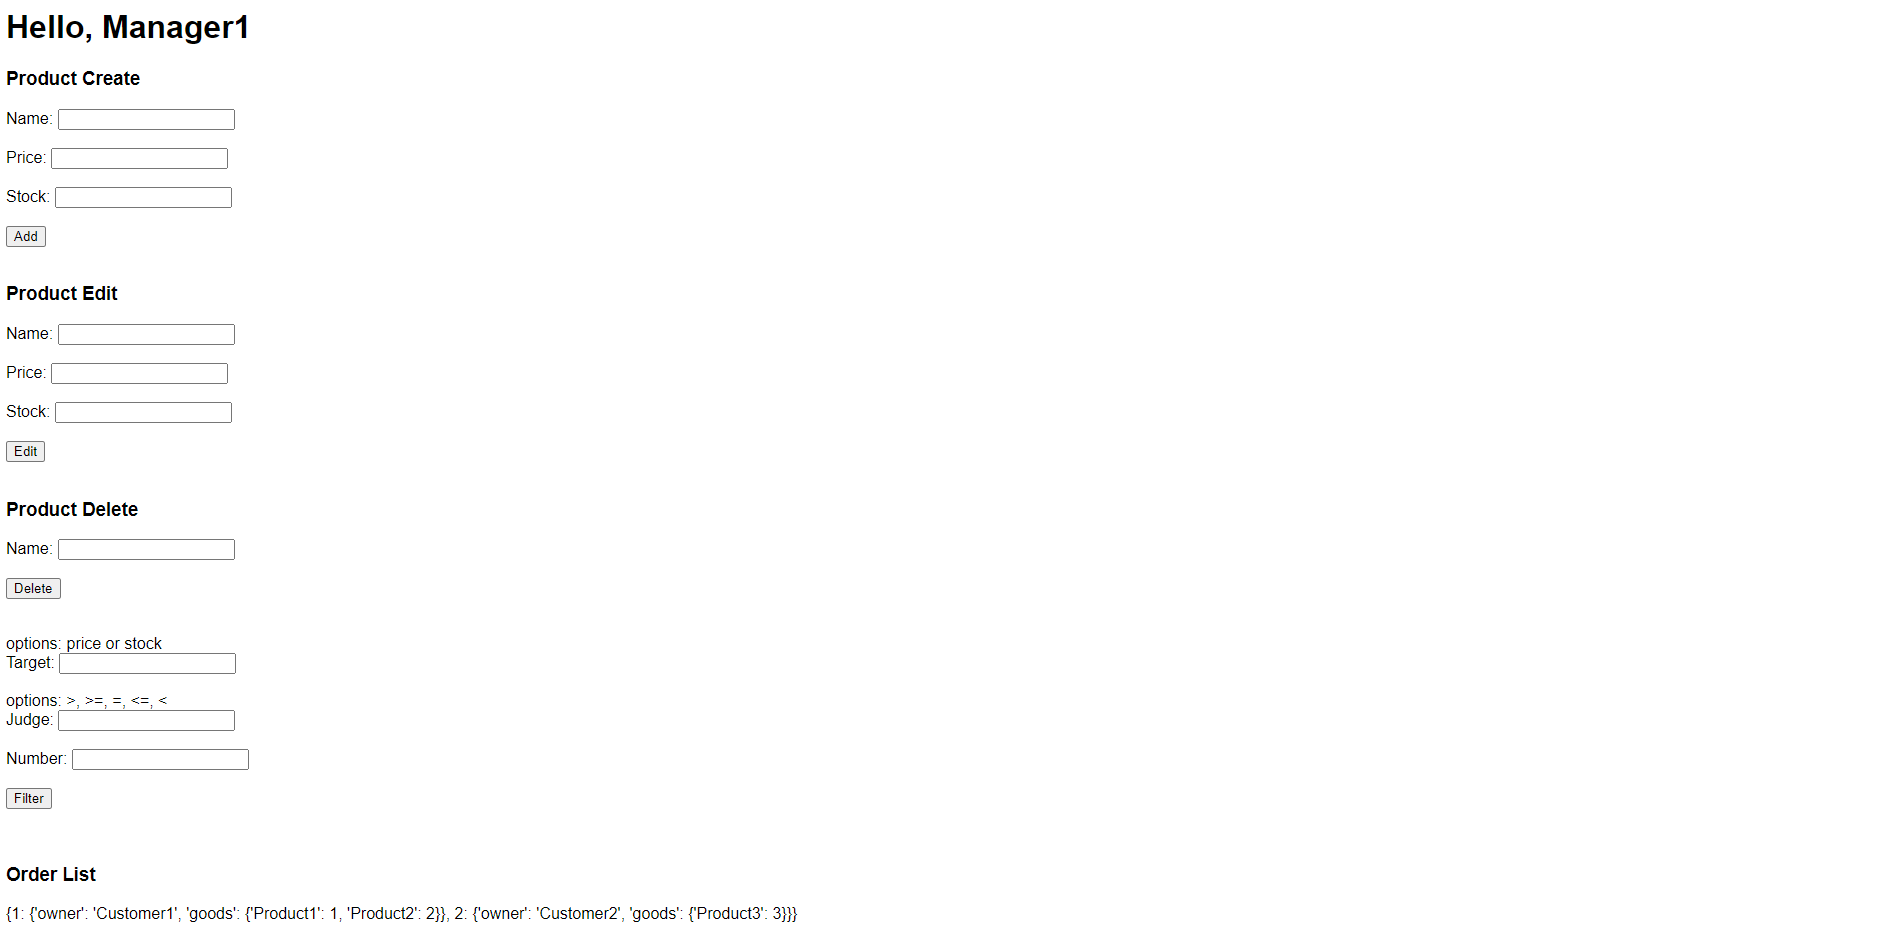 Hello, Manager1
Product Create
Name:
Price:
Stock:
Add
Product Edit
Name:
Price:
Stock:
Edit
Product Delete
Name:
Delete
options: price or stock
Target:
options: >, >=, =, <=, <
Judge:
Number:
Filter
Order List
{1: {'owner': 'Customer1', 'goods': {'Product1': 1, 'Product2': 2}}, 2: {'owner': 'Customer2', 'goods': {'Product3': 3}}}